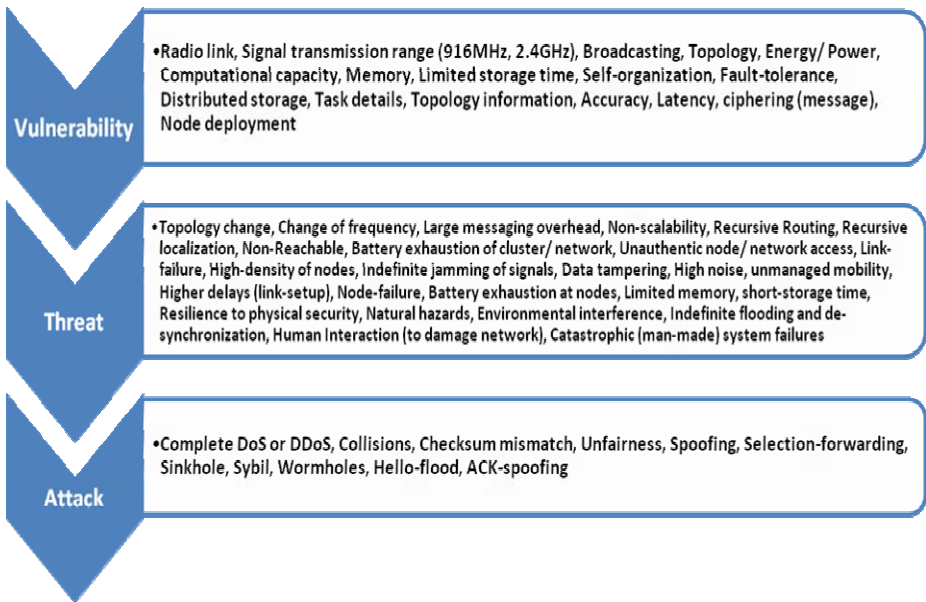 Vulnerability
•Radio link, Signal transmission range (916MHz, 2.4GHz), Broadcasting, Topology, Energy/ Power,
Computational capacity, Memory, Limited storage time, Self-organization, Fault-tolerance,
Distributed storage, Task details, Topology information, Accuracy, Latency, ciphering (message),
Node deployment
Threat
•Topology change, Change of frequency, Large messaging overhead, Non-scalability, Recursive Routing, Recursive
localization, Non-Reachable, Battery exhaustion of cluster/ network, Unauthentic node/ network access, Link-
failure, High-density of nodes, Indefinite jamming of signals, Data tampering, High noise, unmanaged mobility,
Higher delays (link-setup), Node-failure, Battery exhaustion at nodes, Limited memory, short-storage time,
Resilience to physical security, Natural hazards, Environmental interference, Indefinite flooding and de-
synchronization, Human Interaction (to damage network), Catastrophic (man-made) system failures
Attack
•Complete DoS or DDoS, Collisions, Checksum mismatch, Unfairness, Spoofing, Selection-forwarding,
Sinkhole, Sybil, Wormholes, Hello-flood, ACK-spoofing